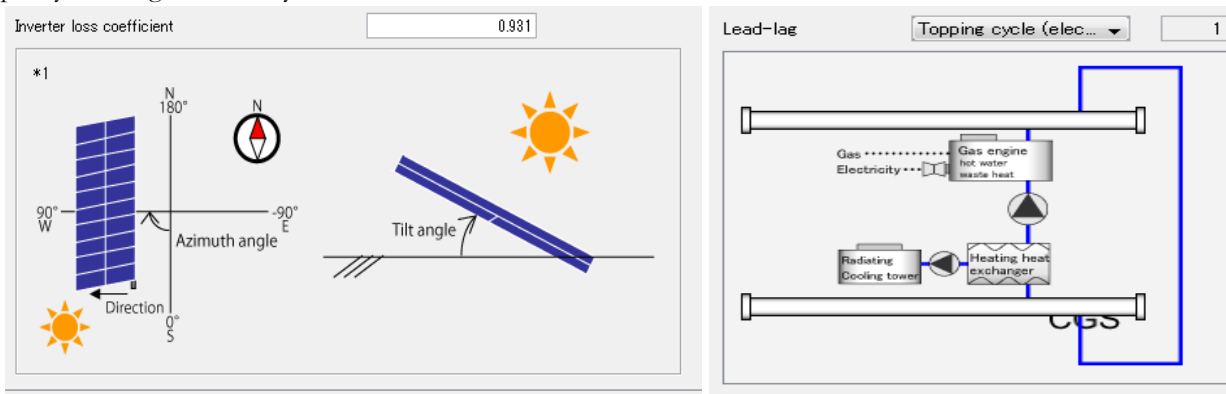 Inverter loss coefficient
0.931
*1
N
180°
N
90°
W
-90°
E
Azimuth angle
Direction
0°
S
Tilt angle
Lead-lag
Topping cycle (elec...
1
Gas
Electricity
Gas engine
hot water
waste heat
Radiating
Cooling tower
Heating heat
exchanger
CGS